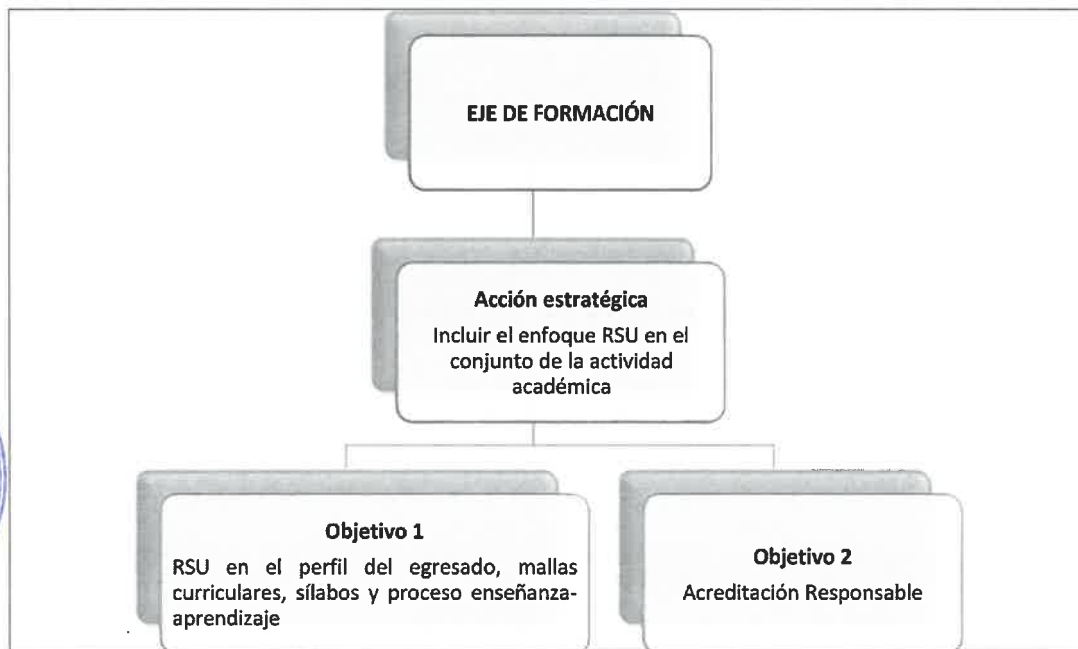 EJE DE FORMACIÓN
Acción estratégica
Incluir el enfoque RSU en el
conjunto de la actividad
académica
Objetivo 1
RSU en el perfil del egresado, mallas
curriculares, sílabos y proceso enseñanza-
aprendizaje
Objetivo 2
Acreditación Responsable